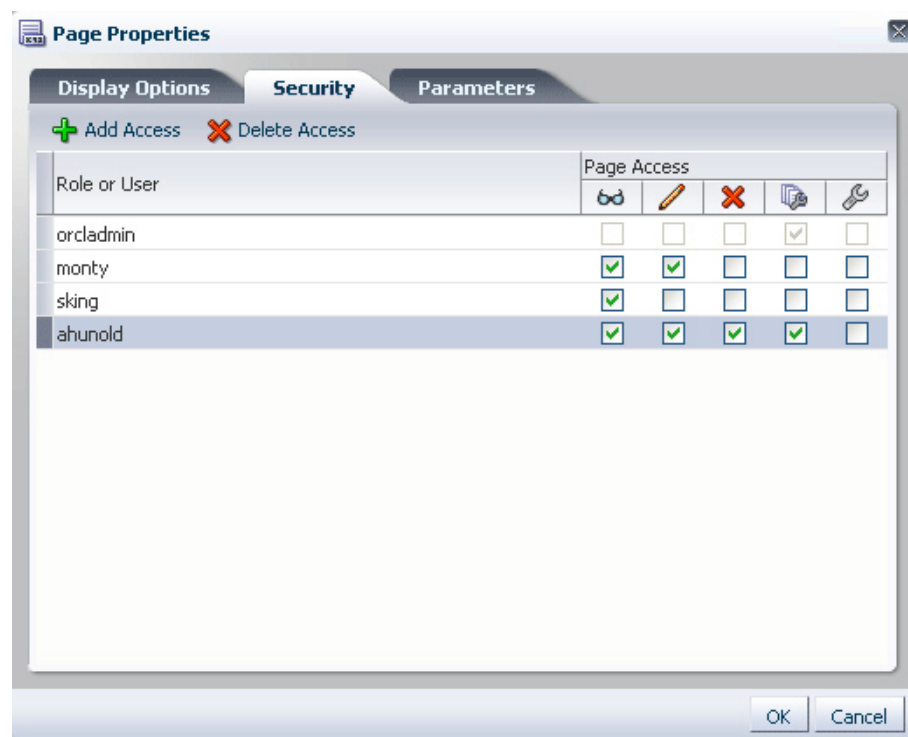 Page Properties
Display Options Security Parameters
Add Access Delete Access
Role or User
Page Access
orcladmin
monty
sking
ahunold
OK Cancel